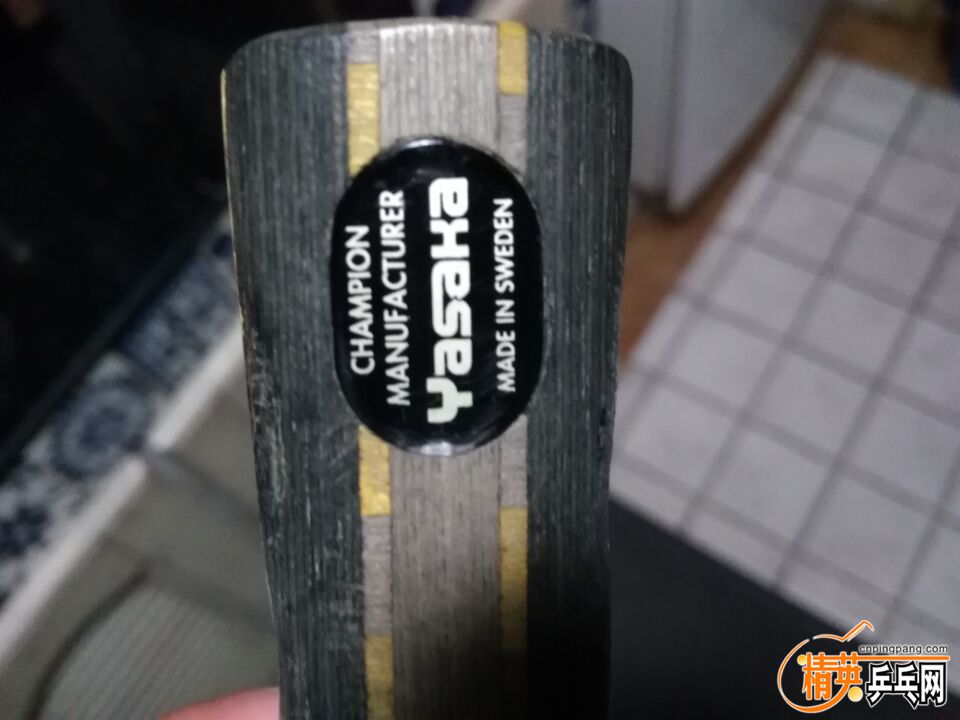 CHAMPION
MANUFACTURER
Yasaka
MADE IN SWEDEN
cnpingpang.com
精英乒乓网